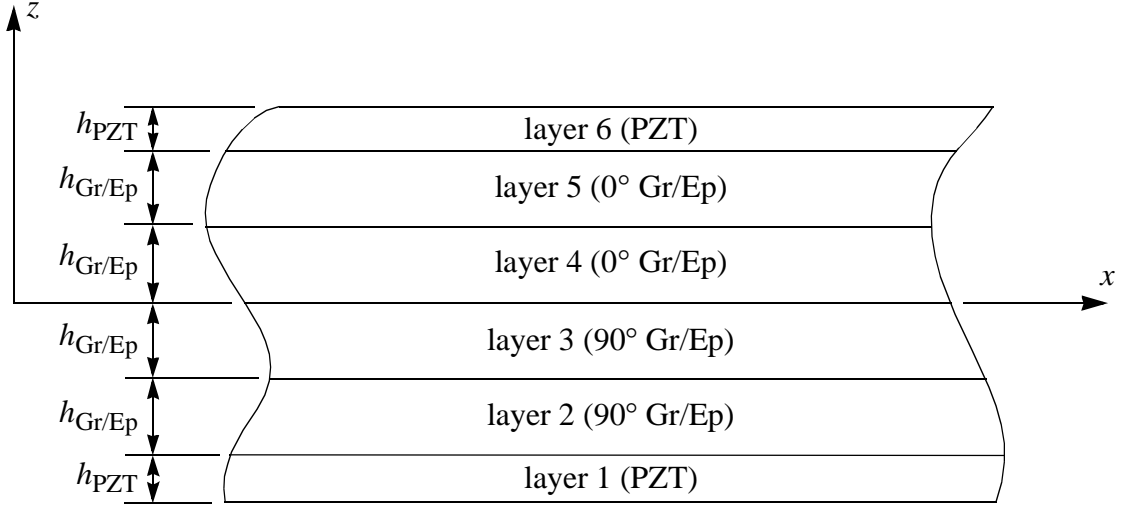 z
h_PZT
layer 6 (PZT)
h_Gr/Ep
layer 5 (0° Gr/Ep)
h_Gr/Ep
layer 4 (0° Gr/Ep)
x
h_Gr/Ep
layer 3 (90° Gr/Ep)
h_Gr/Ep
layer 2 (90° Gr/Ep)
h_PZT
layer 1 (PZT)